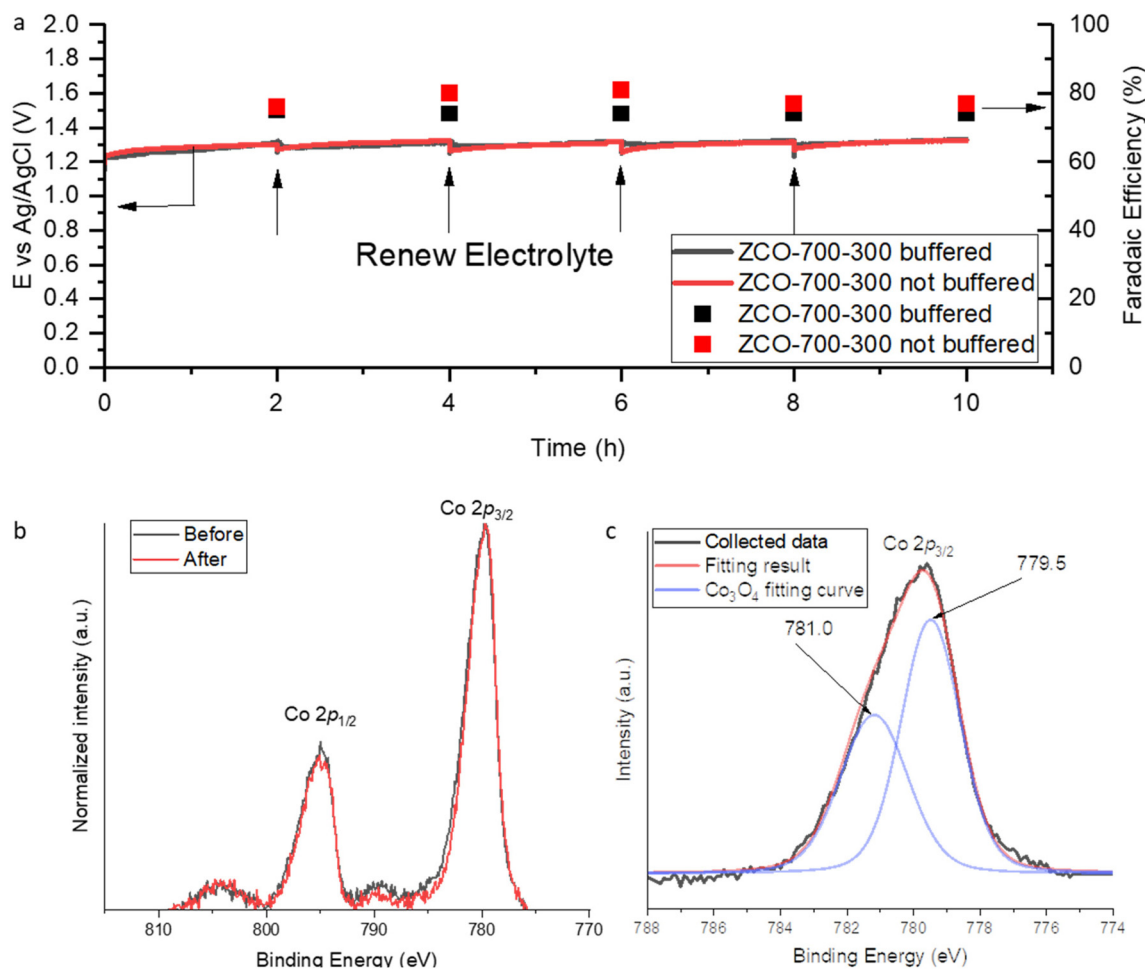 a
E vs Ag/AgCl (V)
2.0
1.8
1.6
1.4
1.2
1.0
0.8
0.6
0.4
0.2
0.0
Renew Electrolyte
ZCO-700-300 buffered
ZCO-700-300 not buffered
ZCO-700-300 buffered
ZCO-700-300 not buffered
100
80
60
40
20
0
Faradaic Efficiency (%)
0 2 4 6 8 10
Time (h)
b
Before
After
Co 2p3/2
Co 2p1/2
Normalized intensity (a.u.)
810 800 790 780 770
Binding Energy (eV)
c
Collected data
Fitting result
Co3O4 fitting curve
Co 2p3/2
779.5
781.0
Intensity (a.u.)
788 786 784 782 780 778 776 774
Binding Energy (eV)